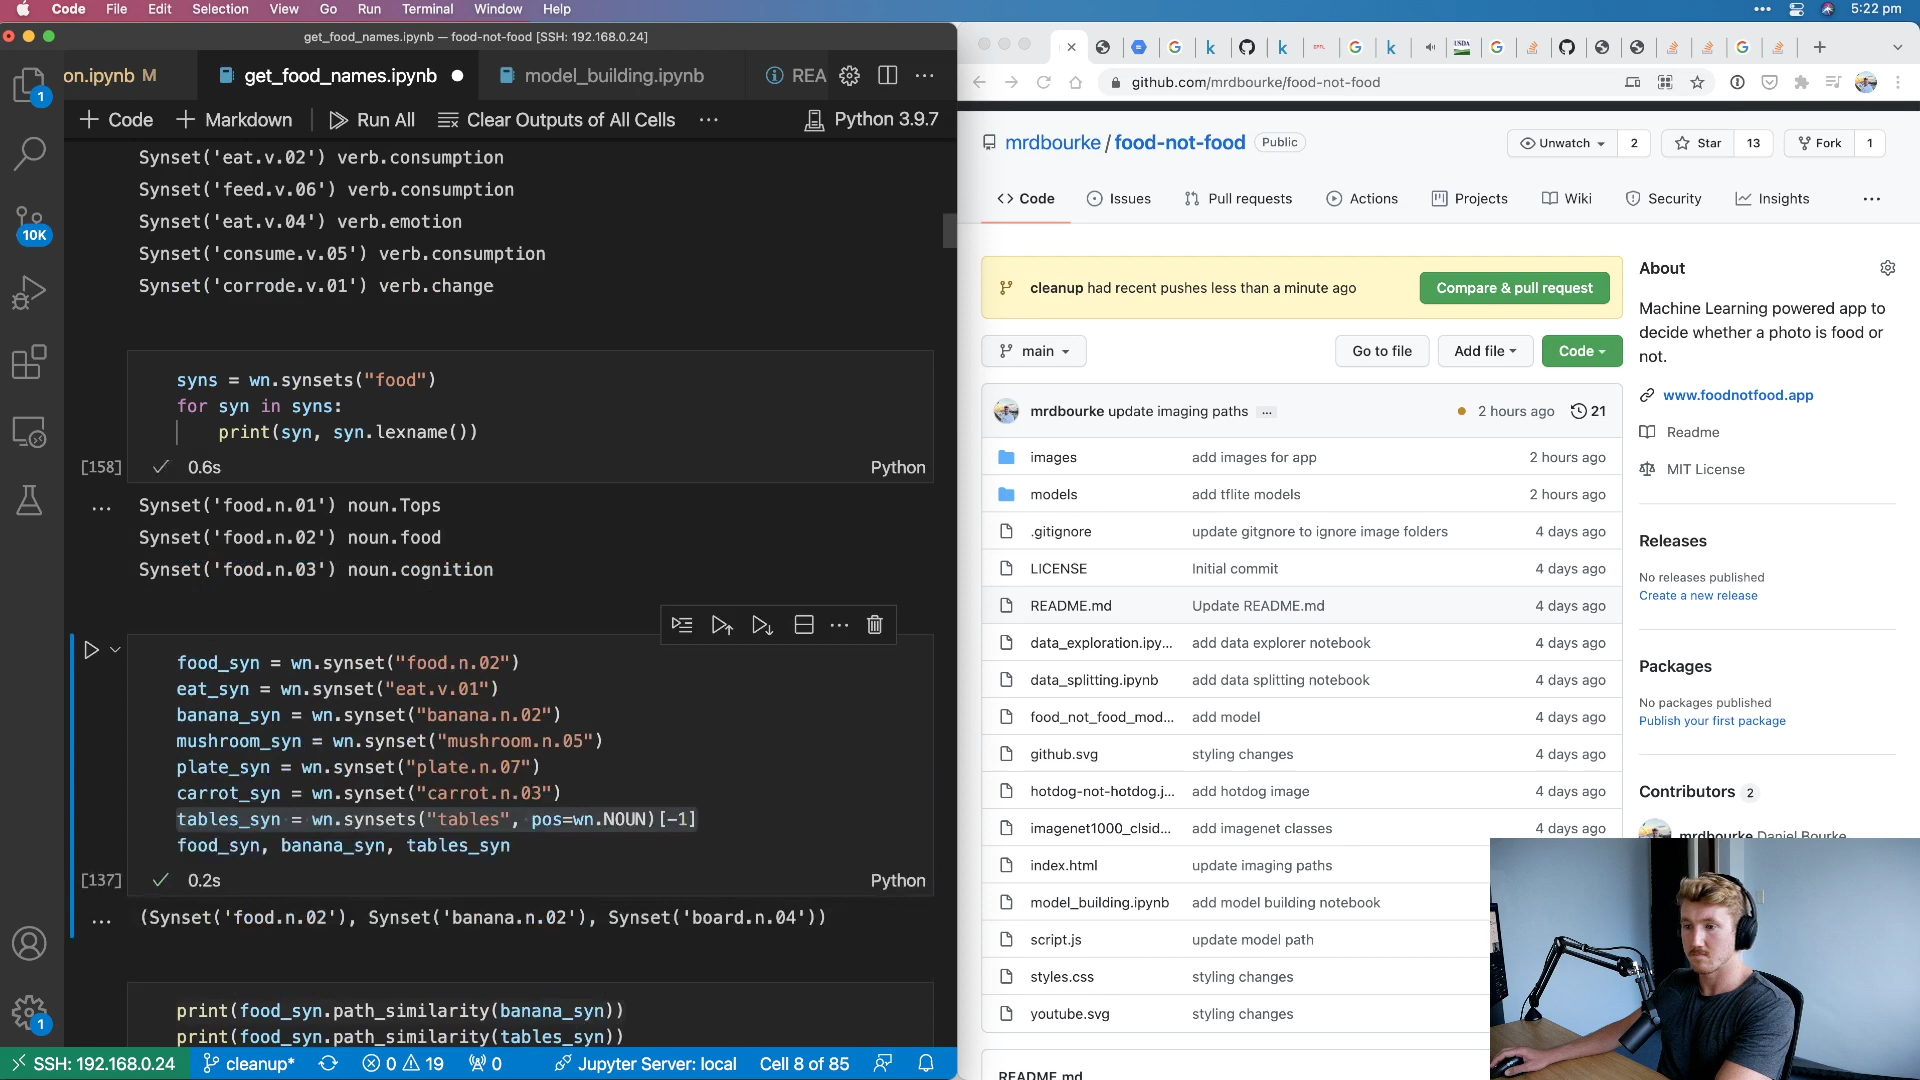 Code File Edit Selection View Go Run Terminal Window Help 5:22 pm
get_food_names.ipynb — food-not-food [SSH: 192.168.0.24]
on.ipynb M get_food_names.ipynb model_building.ipynb REA
+ Code + Markdown Run All Clear Outputs of All Cells ... Python 3.9.7
Synset('eat.v.02') verb.consumption
Synset('feed.v.06') verb.consumption
Synset('eat.v.04') verb.emotion
Synset('consume.v.05') verb.consumption
Synset('corrode.v.01') verb.change
syns = wn.synsets("food")
for syn in syns:
print(syn, syn.lexname())
[158] 0.6s Python
Synset('food.n.01') noun.Tops
Synset('food.n.02') noun.food
Synset('food.n.03') noun.cognition
food_syn = wn.synset("food.n.02")
eat_syn = wn.synset("eat.v.01")
banana_syn = wn.synset("banana.n.02")
mushroom_syn = wn.synset("mushroom.n.05")
plate_syn = wn.synset("plate.n.07")
carrot_syn = wn.synset("carrot.n.03")
tables_syn = wn.synsets("tables", pos=wn.NOUN)[-1]
food_syn, banana_syn, tables_syn
[137] 0.2s Python
(Synset('food.n.02'), Synset('banana.n.02'), Synset('board.n.04'))
print(food_syn.path_similarity(banana_syn))
print(food_syn.path_similarity(tables_syn))
1
10K
1
SSH: 192.168.0.24 cleanup* 0 19 0 Jupyter Server: local Cell 8 of 85
github.com/mrdbourke/food-not-food
mrdbourke / food-not-food Public Unwatch 2 Star 13 Fork 1
Code Issues Pull requests Actions Projects Wiki Security Insights ...
cleanup had recent pushes less than a minute ago Compare & pull request
main Go to file Add file Code
mrdbourke update imaging paths ... 2 hours ago 21
images add images for app 2 hours ago
models add tflite models 2 hours ago
.gitignore update gitgnore to ignore image folders 4 days ago
LICENSE Initial commit 4 days ago
README.md Update README.md 4 days ago
data_exploration.ipy... add data explorer notebook 4 days ago
data_splitting.ipynb add data splitting notebook 4 days ago
food_not_food_mod... add model 4 days ago
github.svg styling changes 4 days ago
hotdog-not-hotdog.j... add hotdog image 4 days ago
imagenet1000_clsid... add imagenet classes 4 days ago
index.html update imaging paths
model_building.ipynb add model building notebook
script.js update model path
styles.css styling changes
youtube.svg styling changes
README.md
About
Machine Learning powered app to
decide whether a photo is food or
not.
www.foodnotfood.app
Readme
MIT License
Releases
No releases published
Create a new release
Packages
No packages published
Publish your first package
Contributors 2
mrdbourke Daniel Bourke